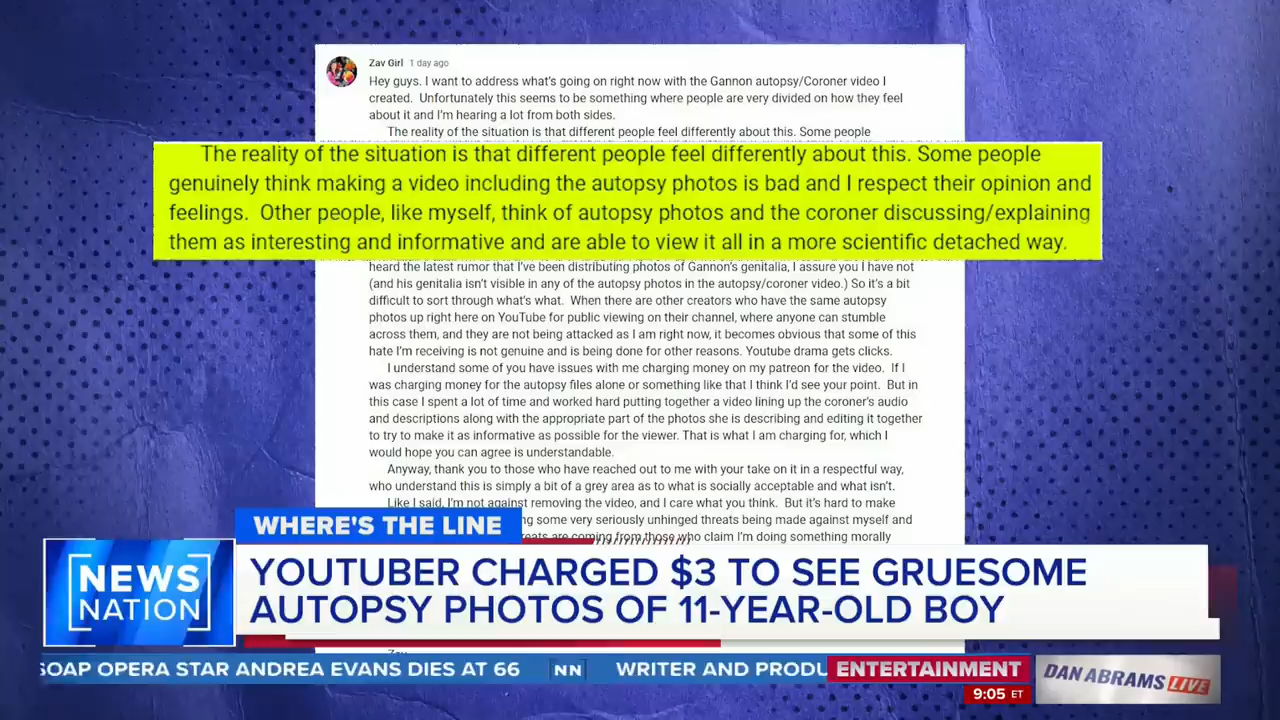 Zav Girl 1 day ago
Hey guys. I want to address what's going on right now with the Gannon autopsy/Coroner video I
created. Unfortunately this seems to be something where people are very divided on how they feel
about it and I'm hearing a lot from both sides.
The reality of the situation is that different people feel differently about this. Some people
The reality of the situation is that different people feel differently about this. Some people
genuinely think making a video including the autopsy photos is bad and I respect their opinion and
feelings. Other people, like myself, think of autopsy photos and the coroner discussing/explaining
them as interesting and informative and are able to view it all in a more scientific detached way.
heard the latest rumor that I've been distributing photos of Gannon's genitalia, I assure you I have not
(and his genitalia isn't visible in any of the autopsy photos in the autopsy/coroner video.) So it's a bit
difficult to sort through what's what. When there are other creators who have the same autopsy
photos up right here on YouTube for public viewing on their channel, where anyone can stumble
across them, and they are not being attacked as I am right now, it becomes obvious that some of this
hate I'm receiving is not genuine and is being done for other reasons. Youtube drama gets clicks.
I understand some of you have issues with me charging money on my patreon for the video. If I
was charging money for the autopsy files alone or something like that I think I'd see your point. But in
this case I spent a lot of time and worked hard putting together a video lining up the coroner's audio
and descriptions along with the appropriate part of the photos she is describing and editing it together
to try to make it as informative as possible for the viewer. That is what I am charging for, which I
would hope you can agree is understandable.
Anyway, thank you to those who have reached out to me with your take on it in a respectful way,
who understand this is simply a bit of a grey area as to what is socially acceptable and what isn't.
Like I said, I'm not against removing the video, and I care what you think. But it's hard to make
some very seriously unhinged threats being made against myself and
are coming from those who claim I'm doing something morally
WHERE'S THE LINE
NEWS
NATION
YOUTUBER CHARGED $3 TO SEE GRUESOME
AUTOPSY PHOTOS OF 11-YEAR-OLD BOY
SOAP OPERA STAR ANDREA EVANS DIES AT 66 NN WRITER AND PRODU
ENTERTAINMENT
9:05 ET
DAN ABRAMS LIVE